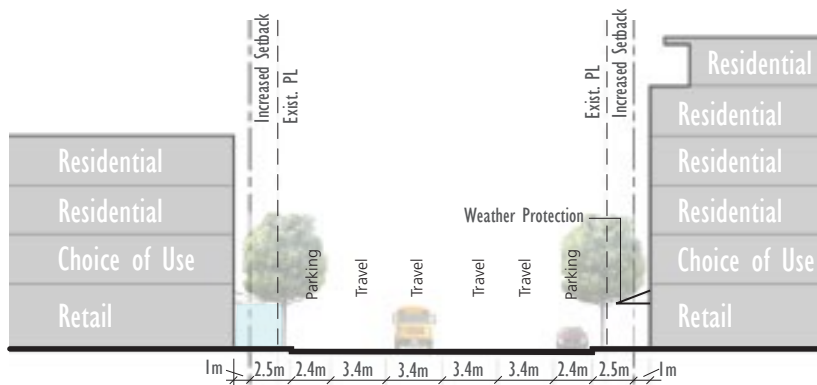 Increased Setback
Exist. PL
Exist. PL
Increased Setback
Residential
Residential
Residential
Residential
Residential
Residential
Weather Protection
Choice of Use
Choice of Use
Parking
Travel
Travel
Travel
Travel
Parking
Retail
Retail
1m 2.5m 2.4m 3.4m 3.4m 3.4m 3.4m 2.4m 2.5m 1m